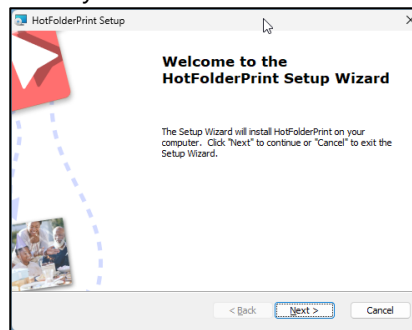 HotFolderPrint Setup
Welcome to the
HotFolderPrint Setup Wizard
The Setup Wizard will install HotFolderPrint on your
computer. Click "Next" to continue or "Cancel" to exit the
Setup Wizard.
< Back Next > Cancel